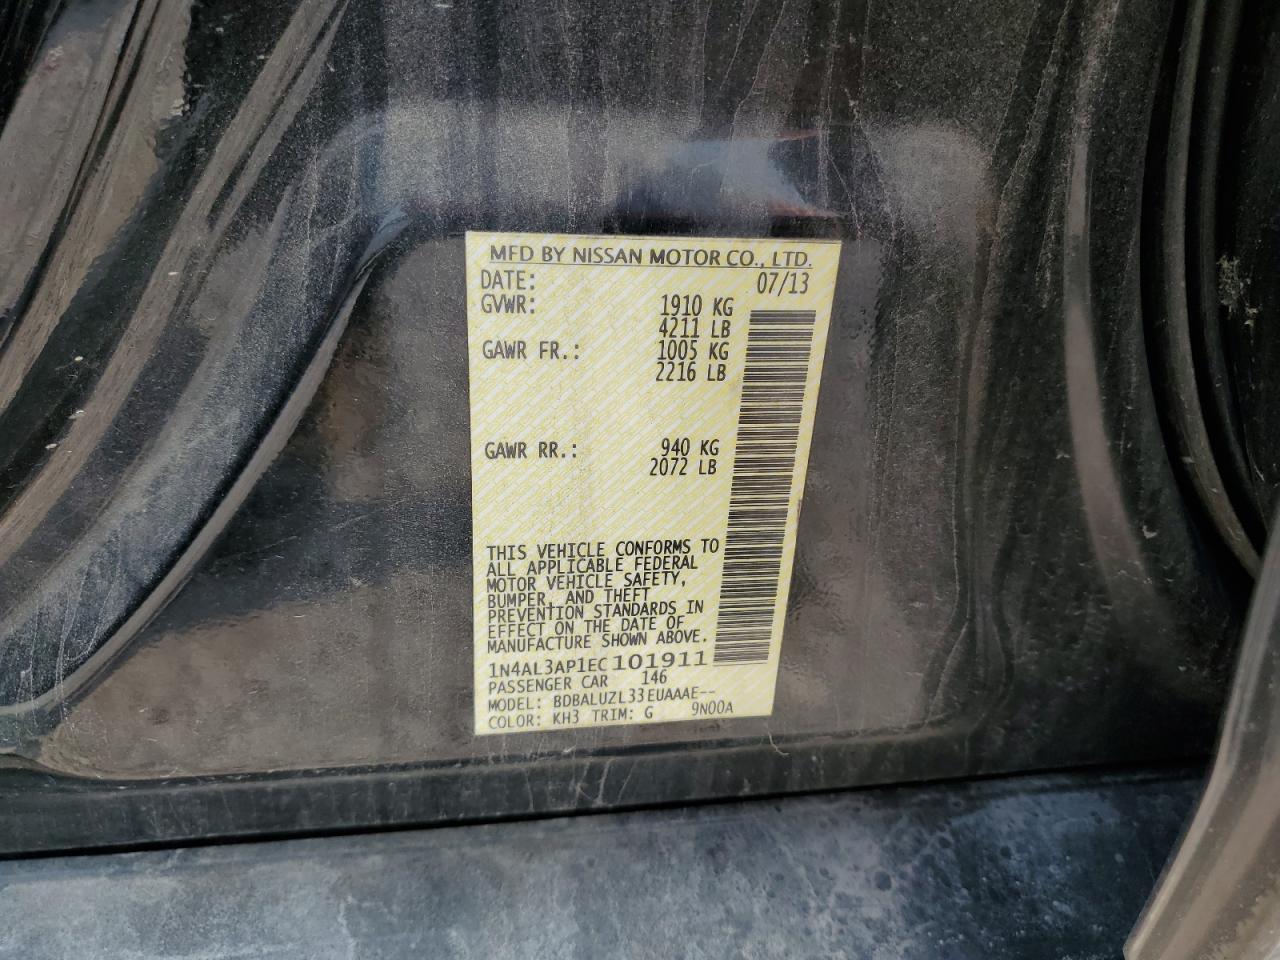 MFD BY NISSAN MOTOR CO., LTD.
DATE: 07/13
GVWR: 1910 KG
4211 LB
GAWR FR.: 1005 KG
2216 LB
GAWR RR.: 940 KG
2072 LB
THIS VEHICLE CONFORMS TO
ALL APPLICABLE FEDERAL
MOTOR VEHICLE SAFETY,
BUMPER, AND THEFT
PREVENTION STANDARDS IN
EFFECT ON THE DATE OF
MANUFACTURE SHOWN ABOVE.
1N4AL3AP1EC101911
PASSENGER CAR 146
MODEL: BDBALUZL33EUAAAE--
COLOR: KH3 TRIM: G 9N00A